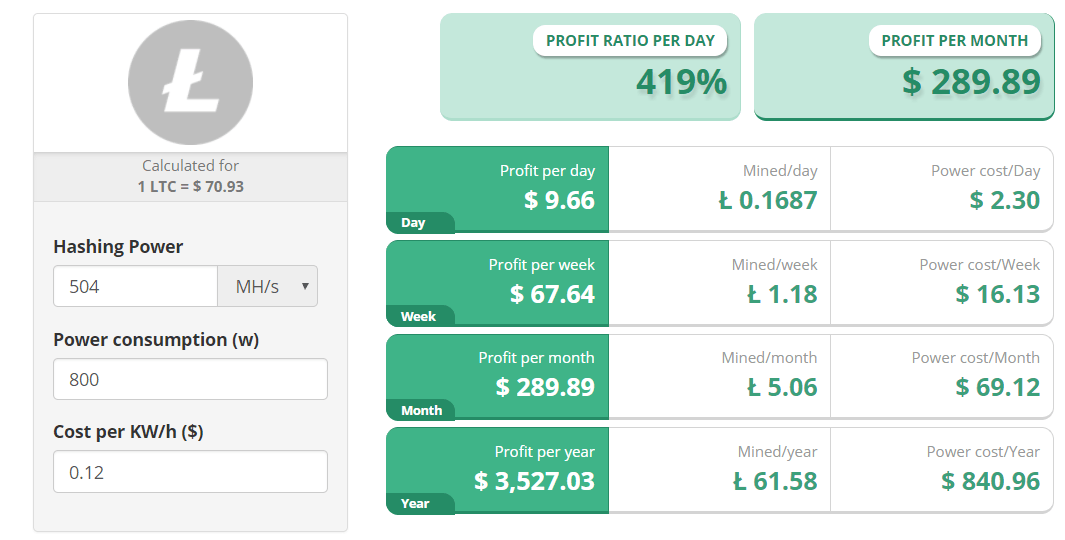 Calculated for
1 LTC = $ 70.93
Hashing Power
504 MH/s
Power consumption (w)
800
Cost per KW/h ($)
0.12
PROFIT RATIO PER DAY
419%
PROFIT PER MONTH
$ 289.89
Profit per day
$ 9.66
Day
Mined/day
Ł 0.1687
Power cost/Day
$ 2.30
Profit per week
$ 67.64
Week
Mined/week
Ł 1.18
Power cost/Week
$ 16.13
Profit per month
$ 289.89
Month
Mined/month
Ł 5.06
Power cost/Month
$ 69.12
Profit per year
$ 3,527.03
Year
Mined/year
Ł 61.58
Power cost/Year
$ 840.96